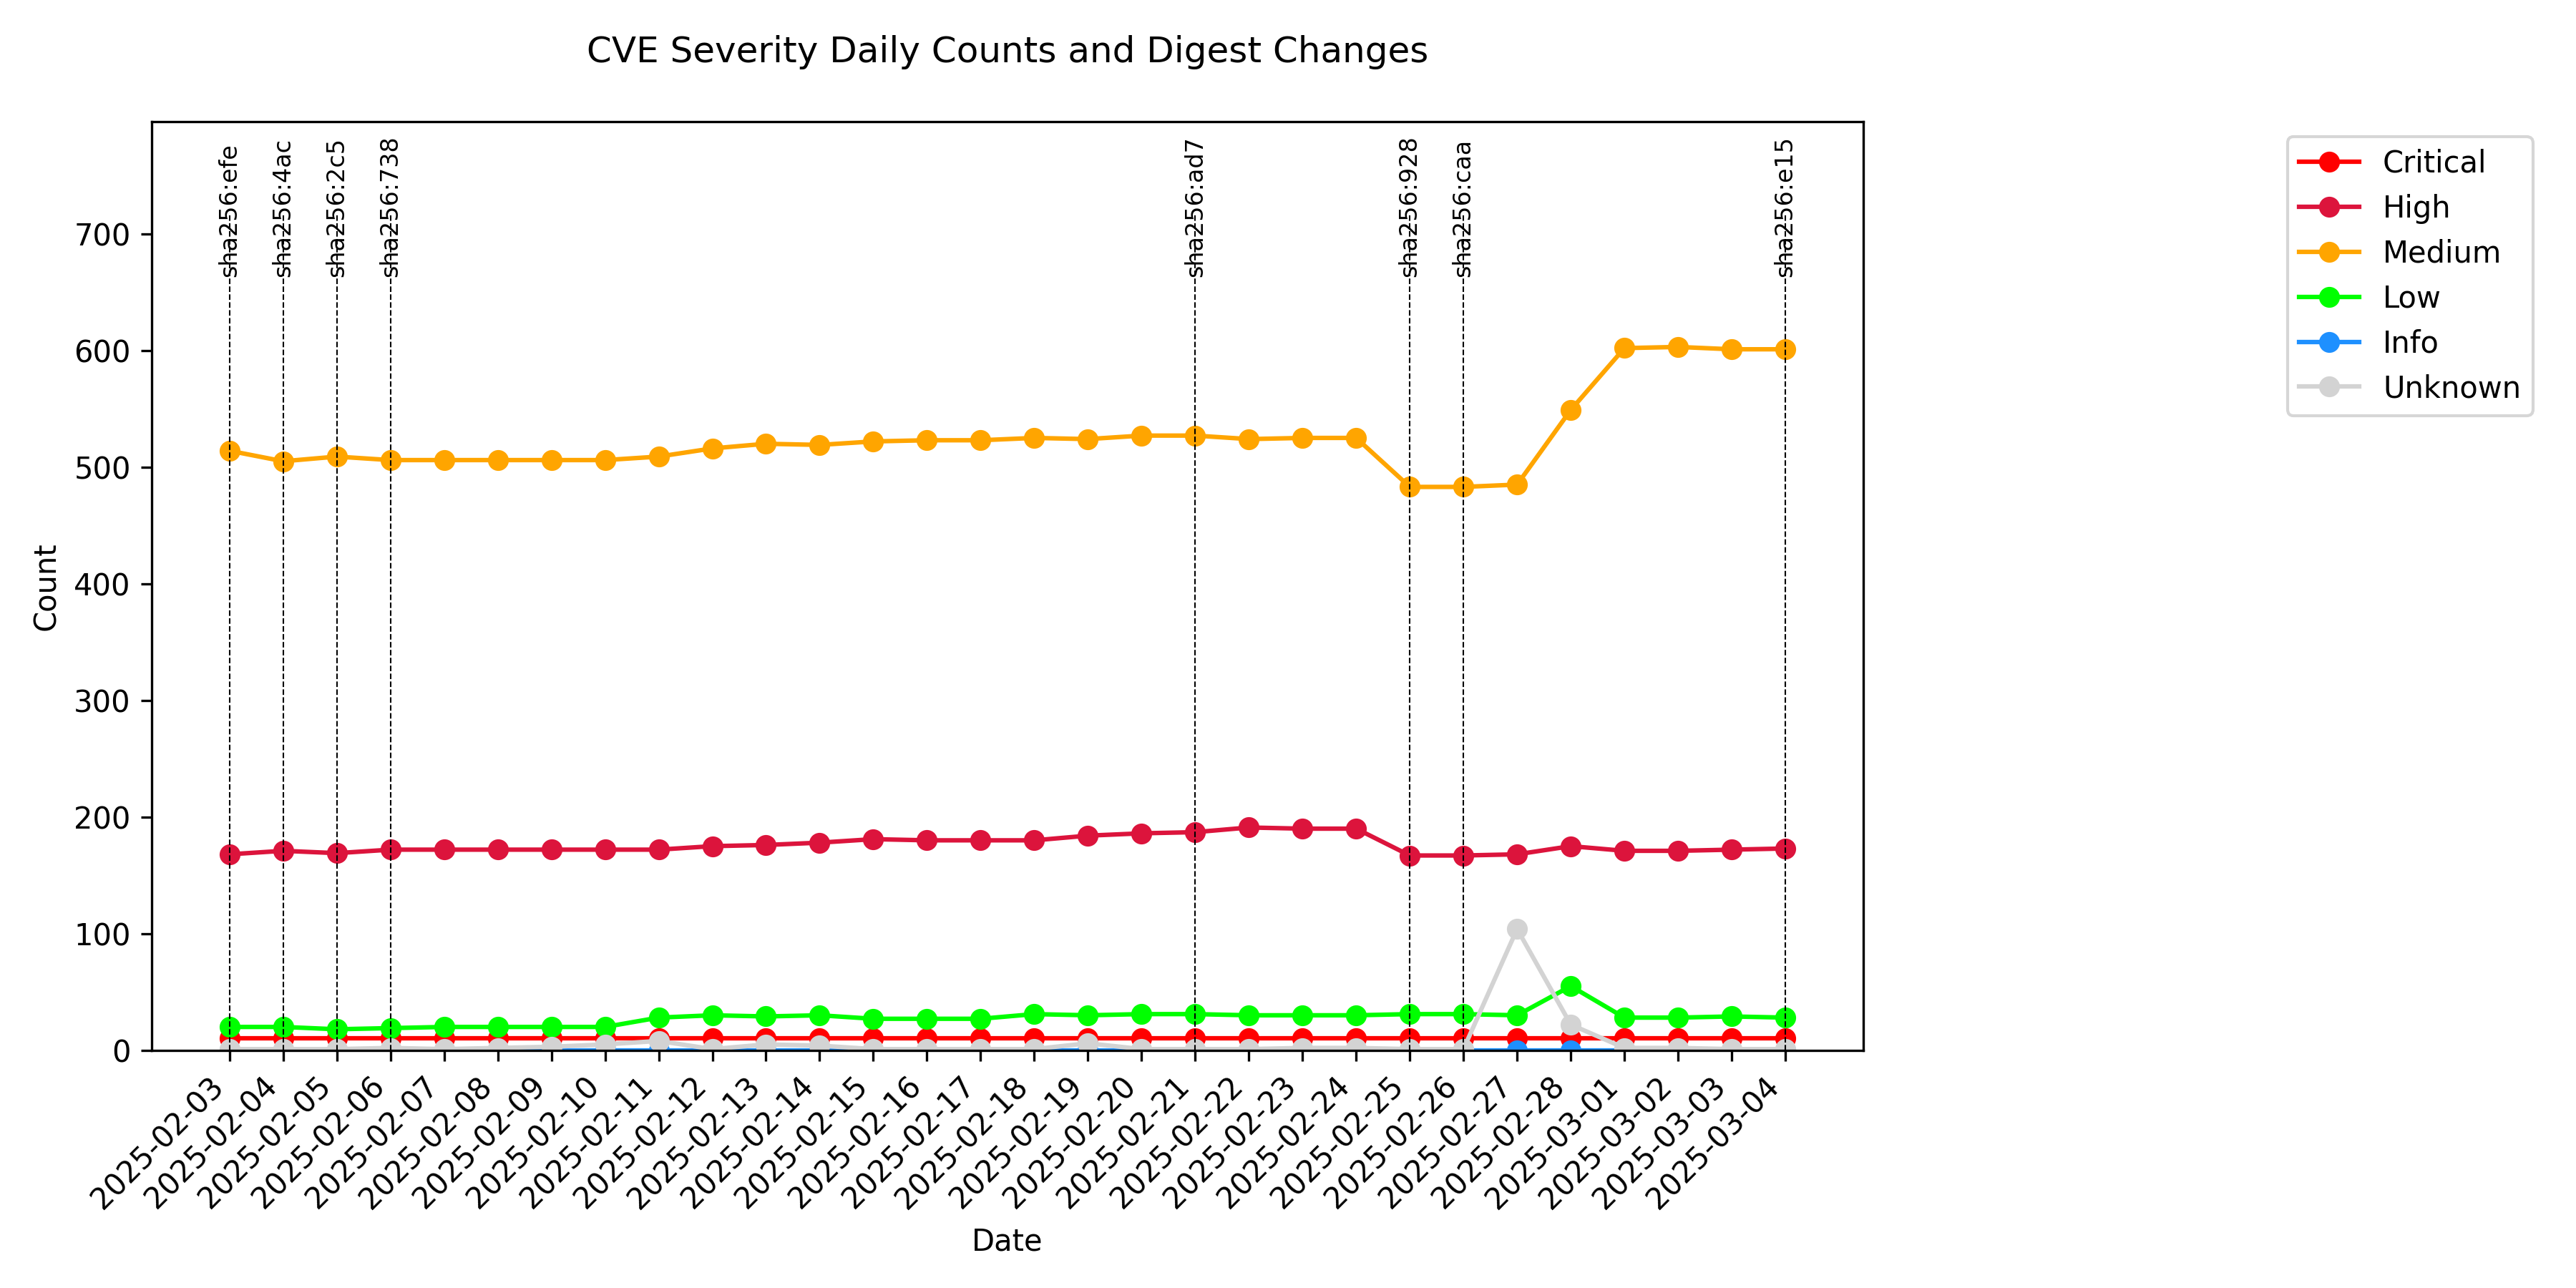 CVE Severity Daily Counts and Digest Changes
sha256:efe
sha256:4ac
sha256:2c5
sha256:738
sha256:ad7
sha256:928
sha256:caa
sha256:e15
Critical
High
Medium
Low
Info
Unknown
700
600
500
400
300
200
100
0
Count
2025-02-03
2025-02-04
2025-02-05
2025-02-06
2025-02-07
2025-02-08
2025-02-09
2025-02-10
2025-02-11
2025-02-12
2025-02-13
2025-02-14
2025-02-15
2025-02-16
2025-02-17
2025-02-18
2025-02-19
2025-02-20
2025-02-21
2025-02-22
2025-02-23
2025-02-24
2025-02-25
2025-02-26
2025-02-27
2025-02-28
2025-03-01
2025-03-02
2025-03-03
2025-03-04
Date